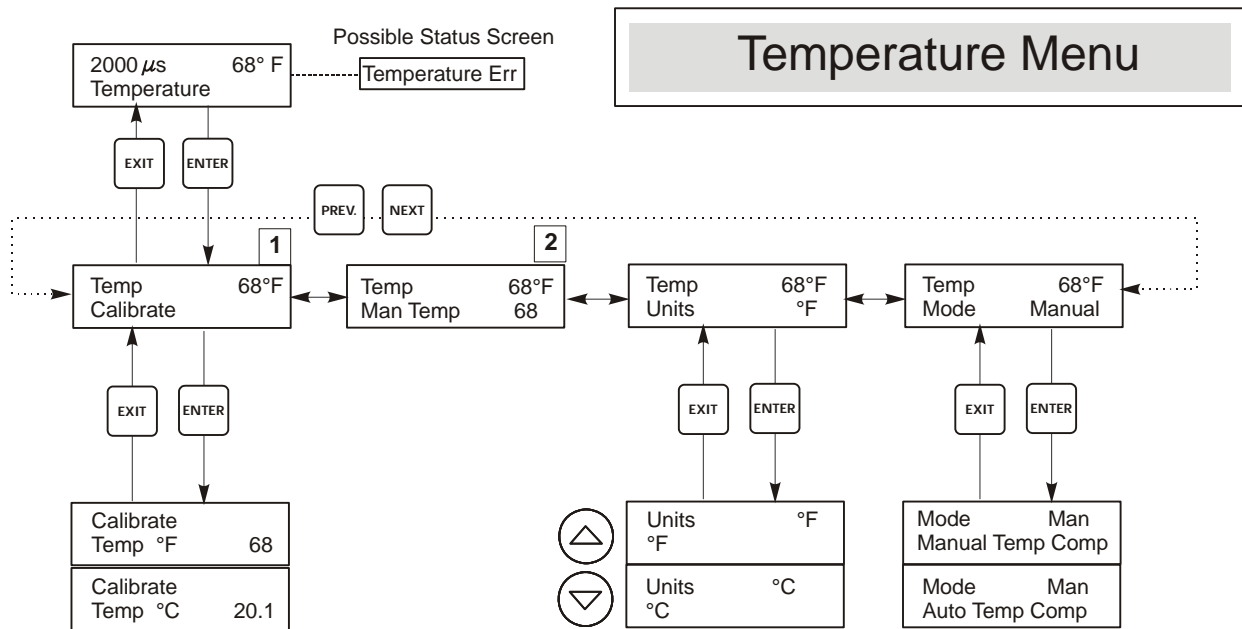 Temperature Menu
Possible Status Screen
2000 µs 68° F
Temperature
Temperature Err
EXIT
ENTER
PREV.
NEXT
1
2
Temp 68°F
Calibrate
Temp 68°F
Man Temp 68
Temp 68°F
Units °F
Temp 68°F
Mode Manual
EXIT
ENTER
EXIT
ENTER
EXIT
ENTER
Calibrate
Temp °F 68
Calibrate
Temp °C 20.1
Units °F
°F
Units °C
°C
Mode Man
Manual Temp Comp
Mode Man
Auto Temp Comp